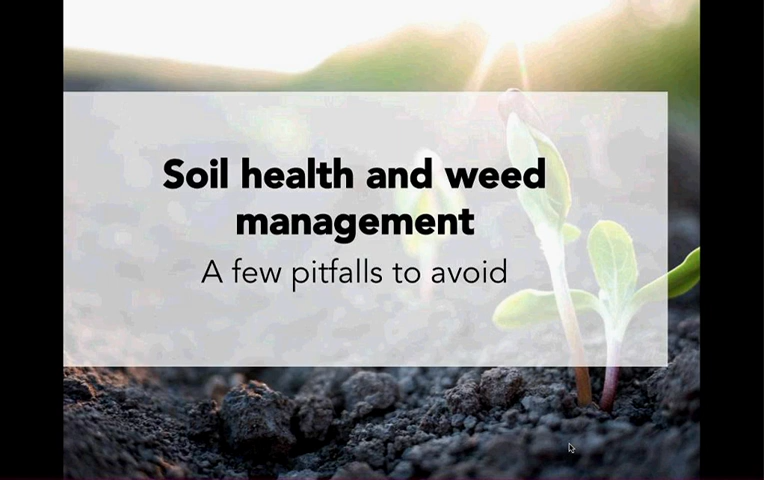 Soil health and weed
management
A few pitfalls to avoid